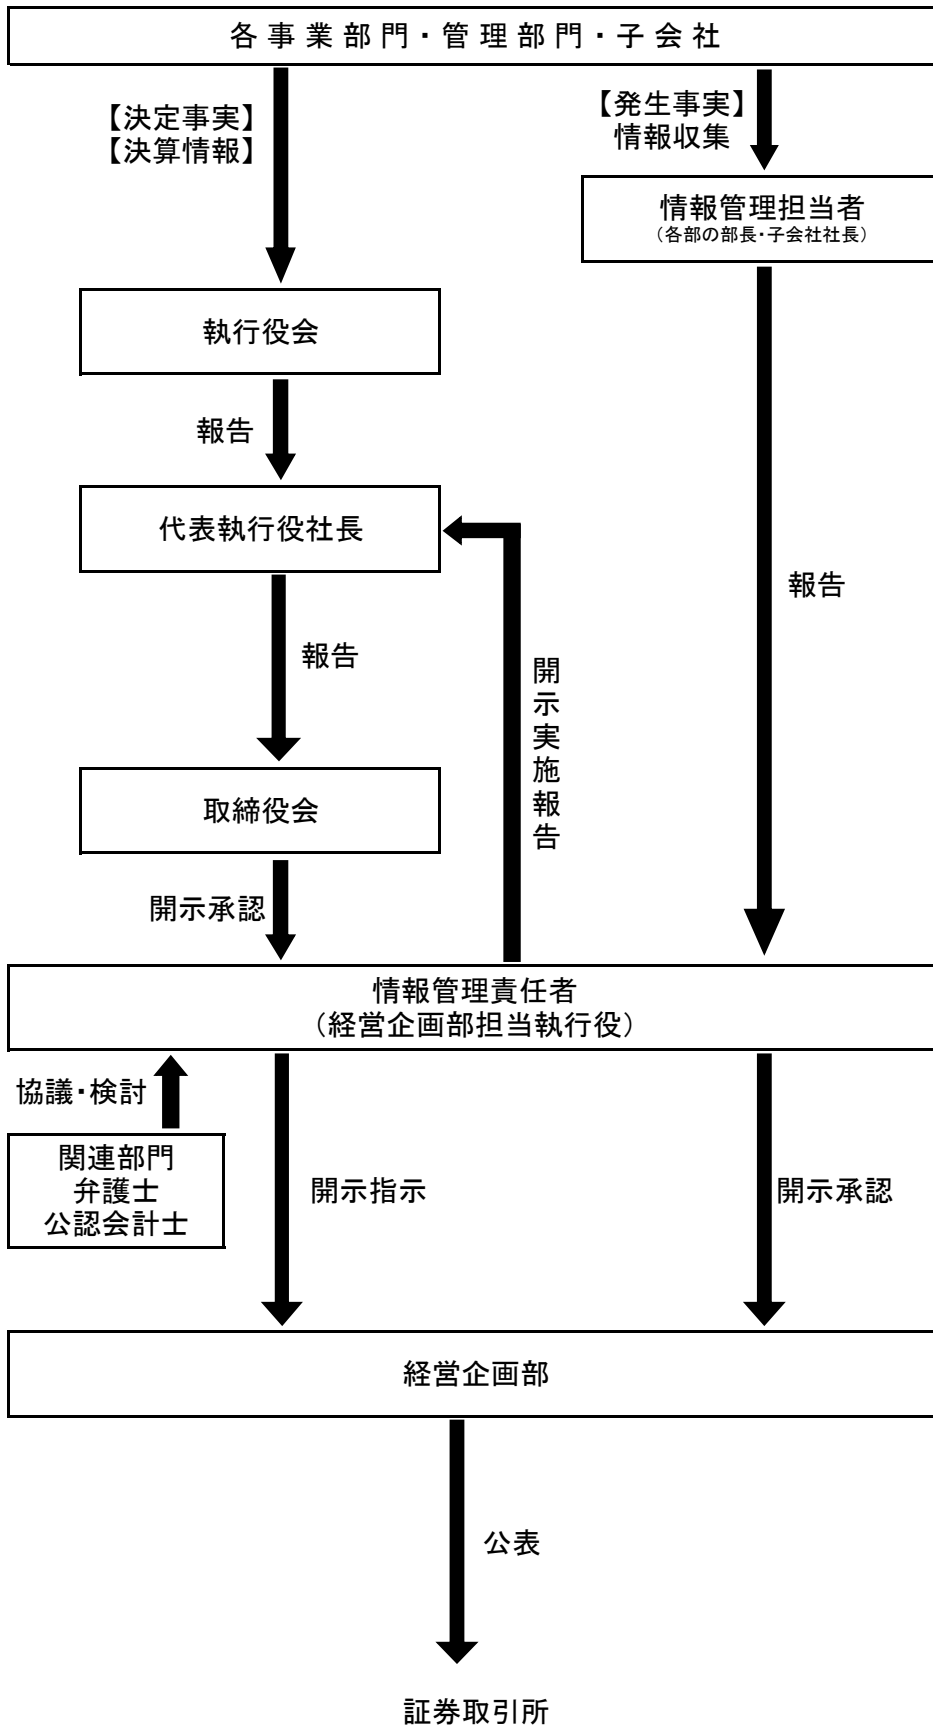 各事業部門・管理部門・子会社
【決定事実】
【決算情報】
【発生事実】
情報収集
情報管理担当者
（各部の部長・子会社社長）
執行役会
報告
代表執行役社長
報告
報告
開示実施報告
取締役会
開示承認
情報管理責任者
（経営企画部担当執行役）
協議・検討
関連部門
弁護士
公認会計士
開示指示
開示承認
経営企画部
公表
証券取引所